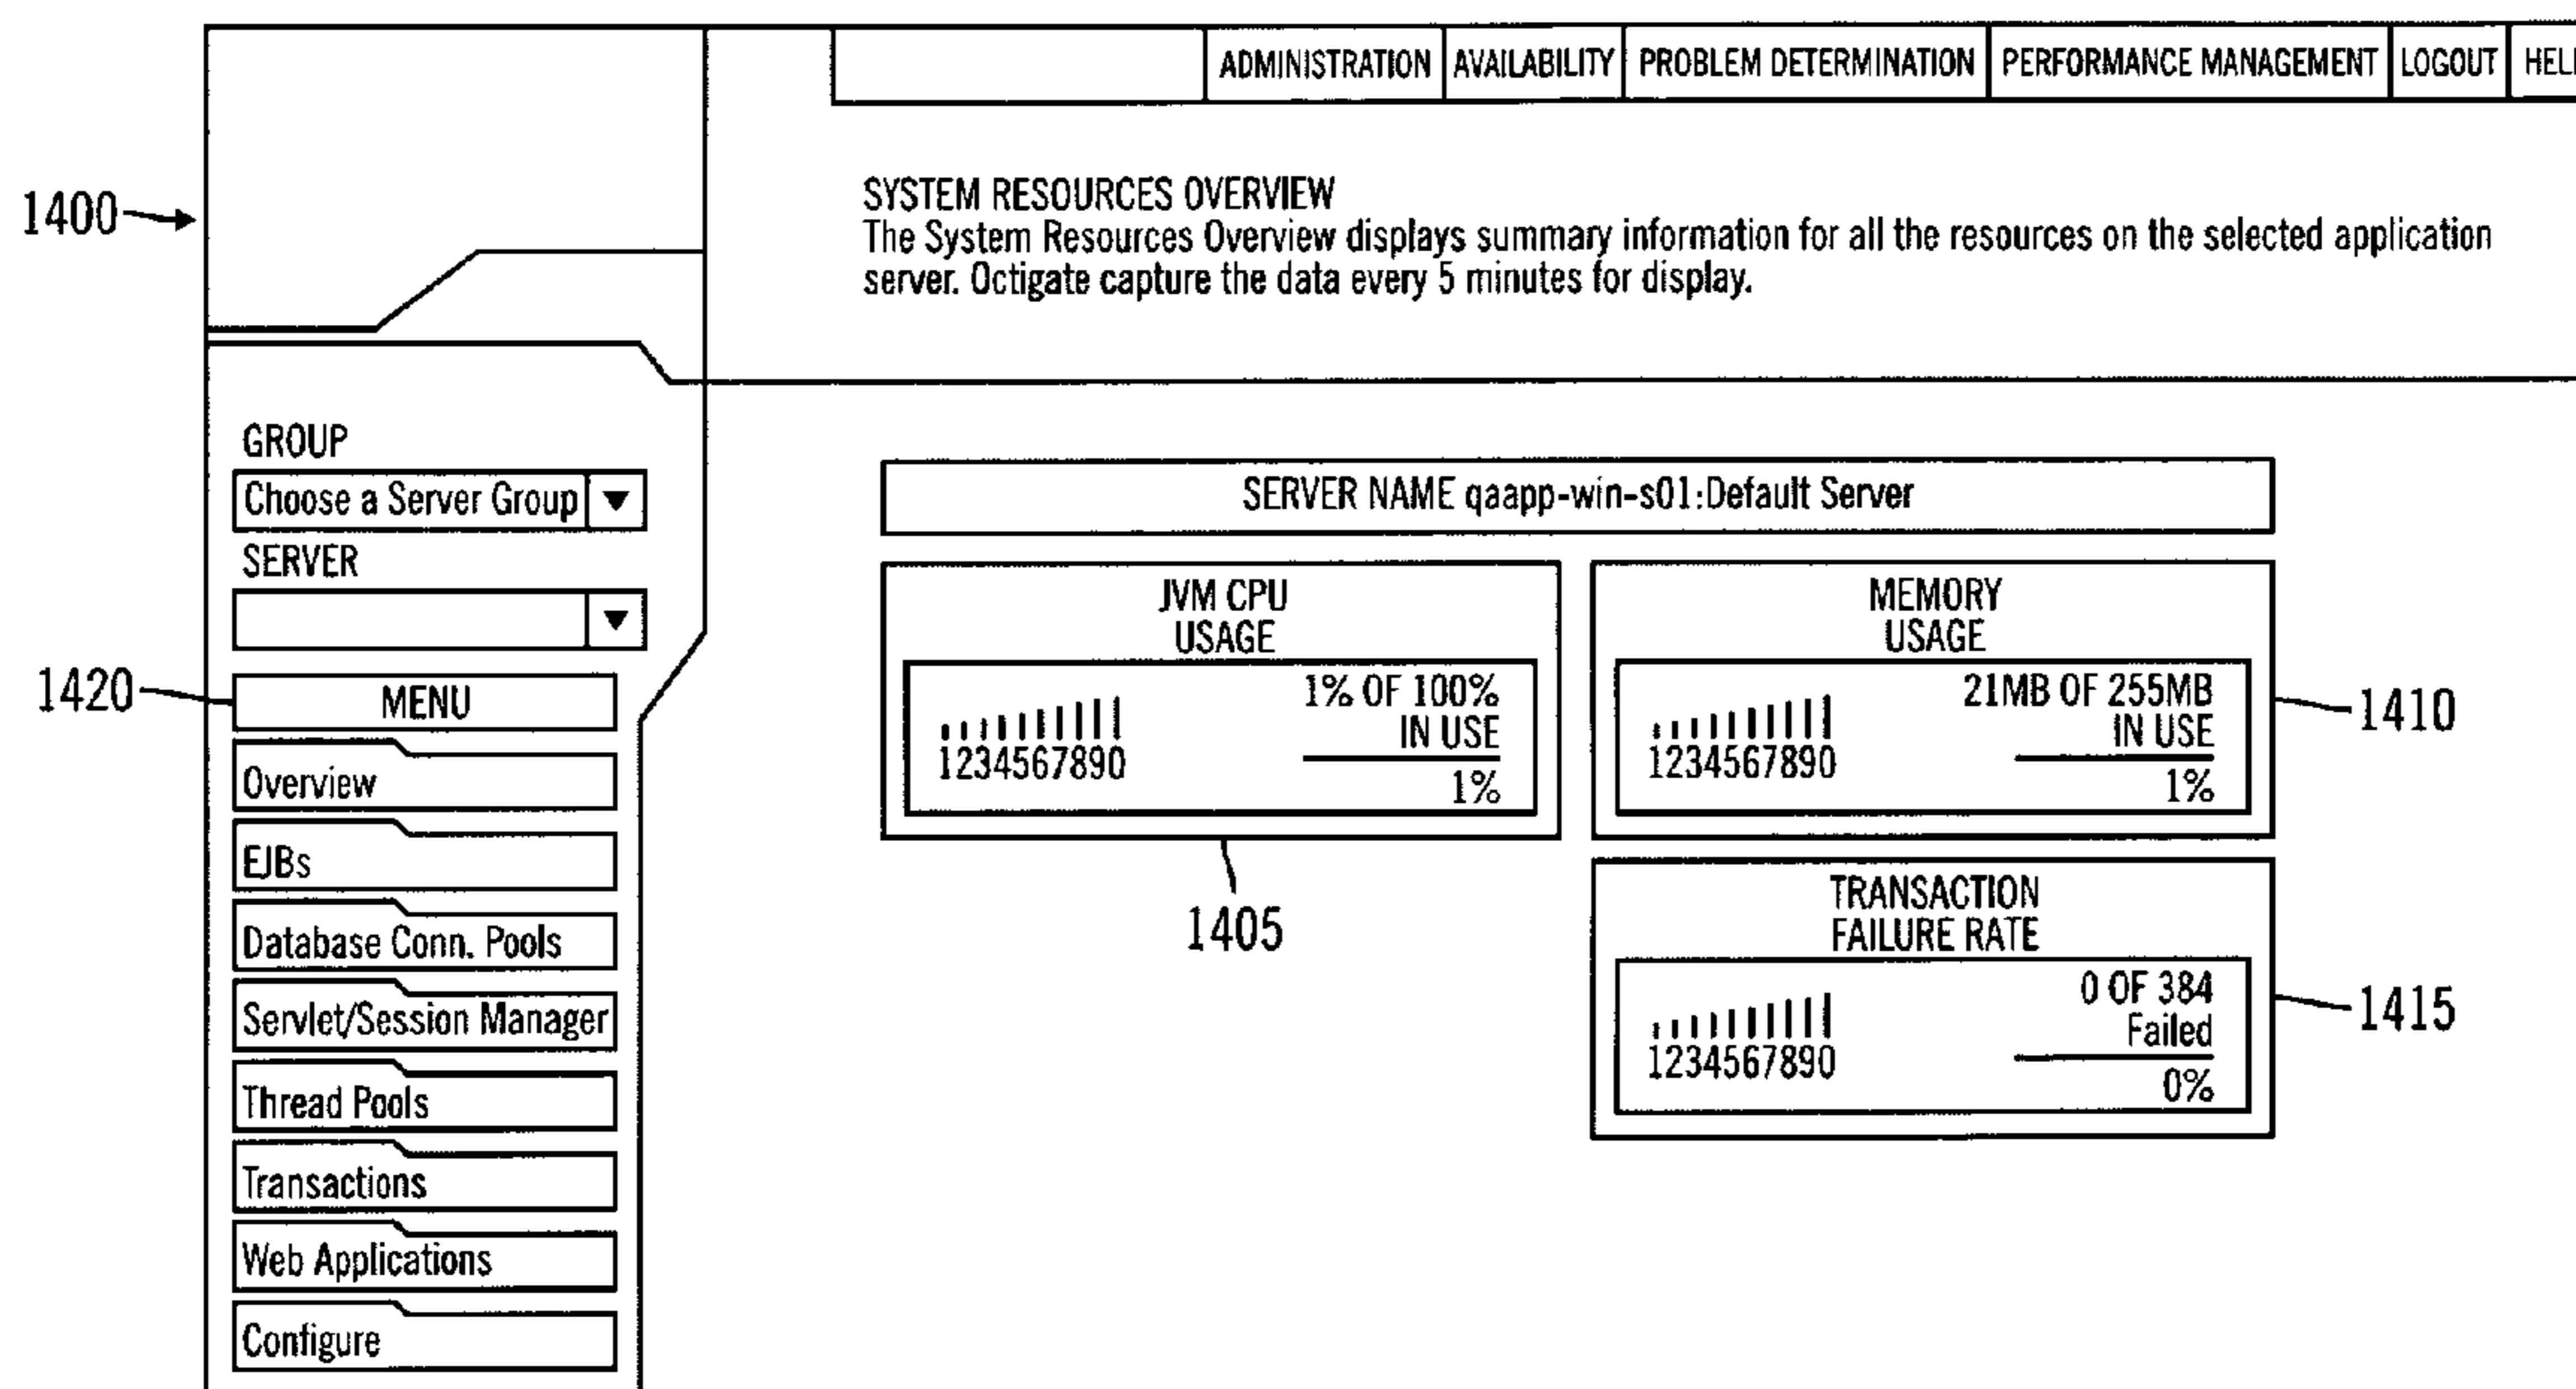 ADMINISTRATION AVAILABILITY PROBLEM DETERMINATION PERFORMANCE MANAGEMENT LOGOUT
1400
SYSTEM RESOURCES OVERVIEW
The System Resources Overview displays summary information for all the resources on the selected application
server. Octigate capture the data every 5 minutes for display.
GROUP
Choose a Server Group
SERVER
1420
MENU
Overview
EJBs
Database Conn. Pools
Servlet/Session Manager
Thread Pools
Transactions
Web Applications
Configure
SERVER NAME qaapp-win-s01:Default Server
JVM CPU
USAGE
1% OF 100%
IN USE
1234567890
1%
1405
MEMORY
USAGE
21MB OF 255MB
IN USE
1234567890
1%
1410
TRANSACTION
FAILURE RATE
0 OF 384
Failed
1234567890
0%
1415